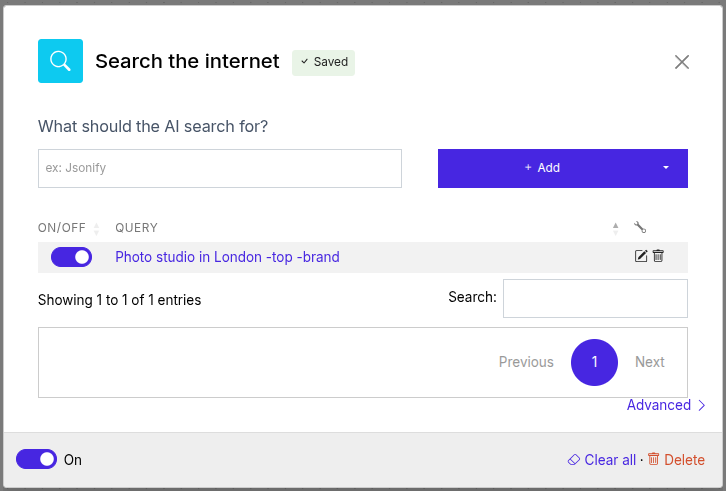 Search the internet
Saved
What should the AI search for?
ex: Jsonify
+ Add
ON/OFF QUERY
Photo studio in London -top -brand
Showing 1 to 1 of 1 entries
Search:
Previous 1 Next
Advanced
On
Clear all · Delete